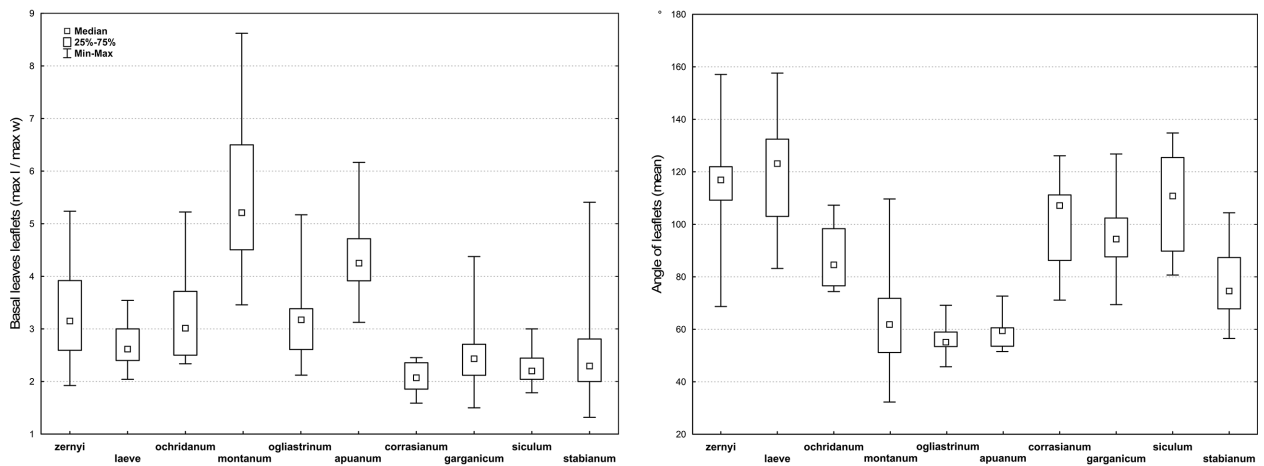 9
8
7
6
5
4
3
2
1
Basal leaves leaflets (max l / max w)
Median
25%-75%
Min-Max
zernyi
laeve
ochridanum
montanum
ogliastrinum
apuanum
corrasianum
garganicum
siculum
stabianum
°
180
160
140
120
100
80
60
40
20
Angle of leaflets (mean)
zernyi
laeve
ochridanum
montanum
ogliastrinum
apuanum
corrasianum
garganicum
siculum
stabianum